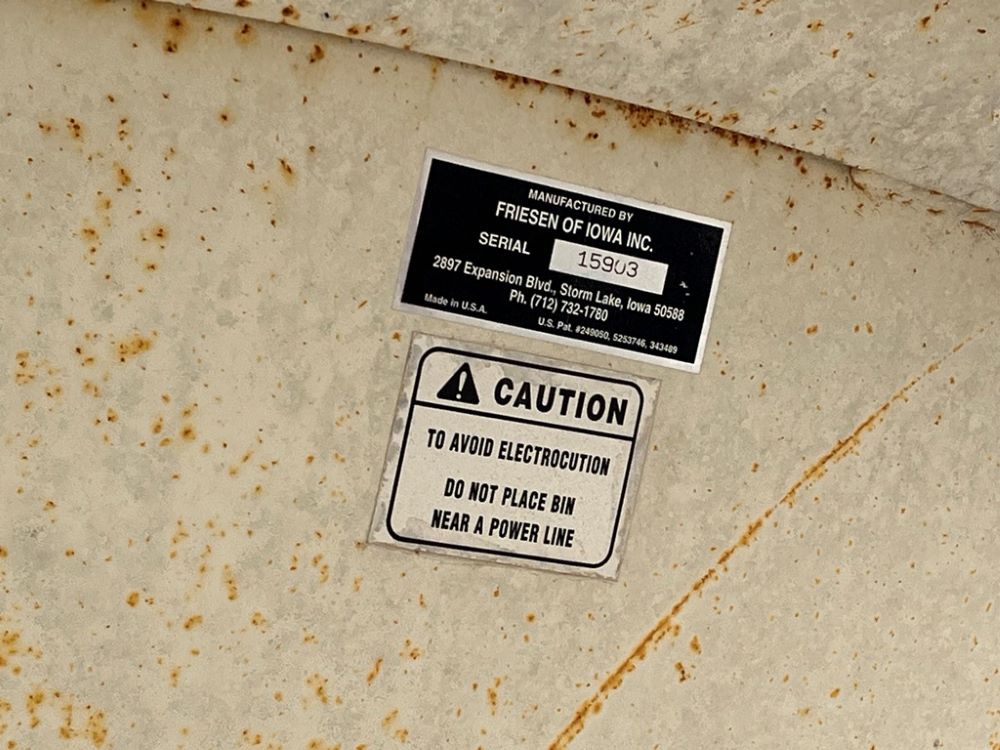 MANUFACTURED BY
FRIESEN OF IOWA INC.
SERIAL 15903
2897 Expansion Blvd., Storm Lake, Iowa 50588
Ph. (712) 732-1780
Made in U.S.A.
U.S. Pat. #249050, 5253746, 343489
CAUTION
TO AVOID ELECTROCUTION
DO NOT PLACE BIN
NEAR A POWER LINE